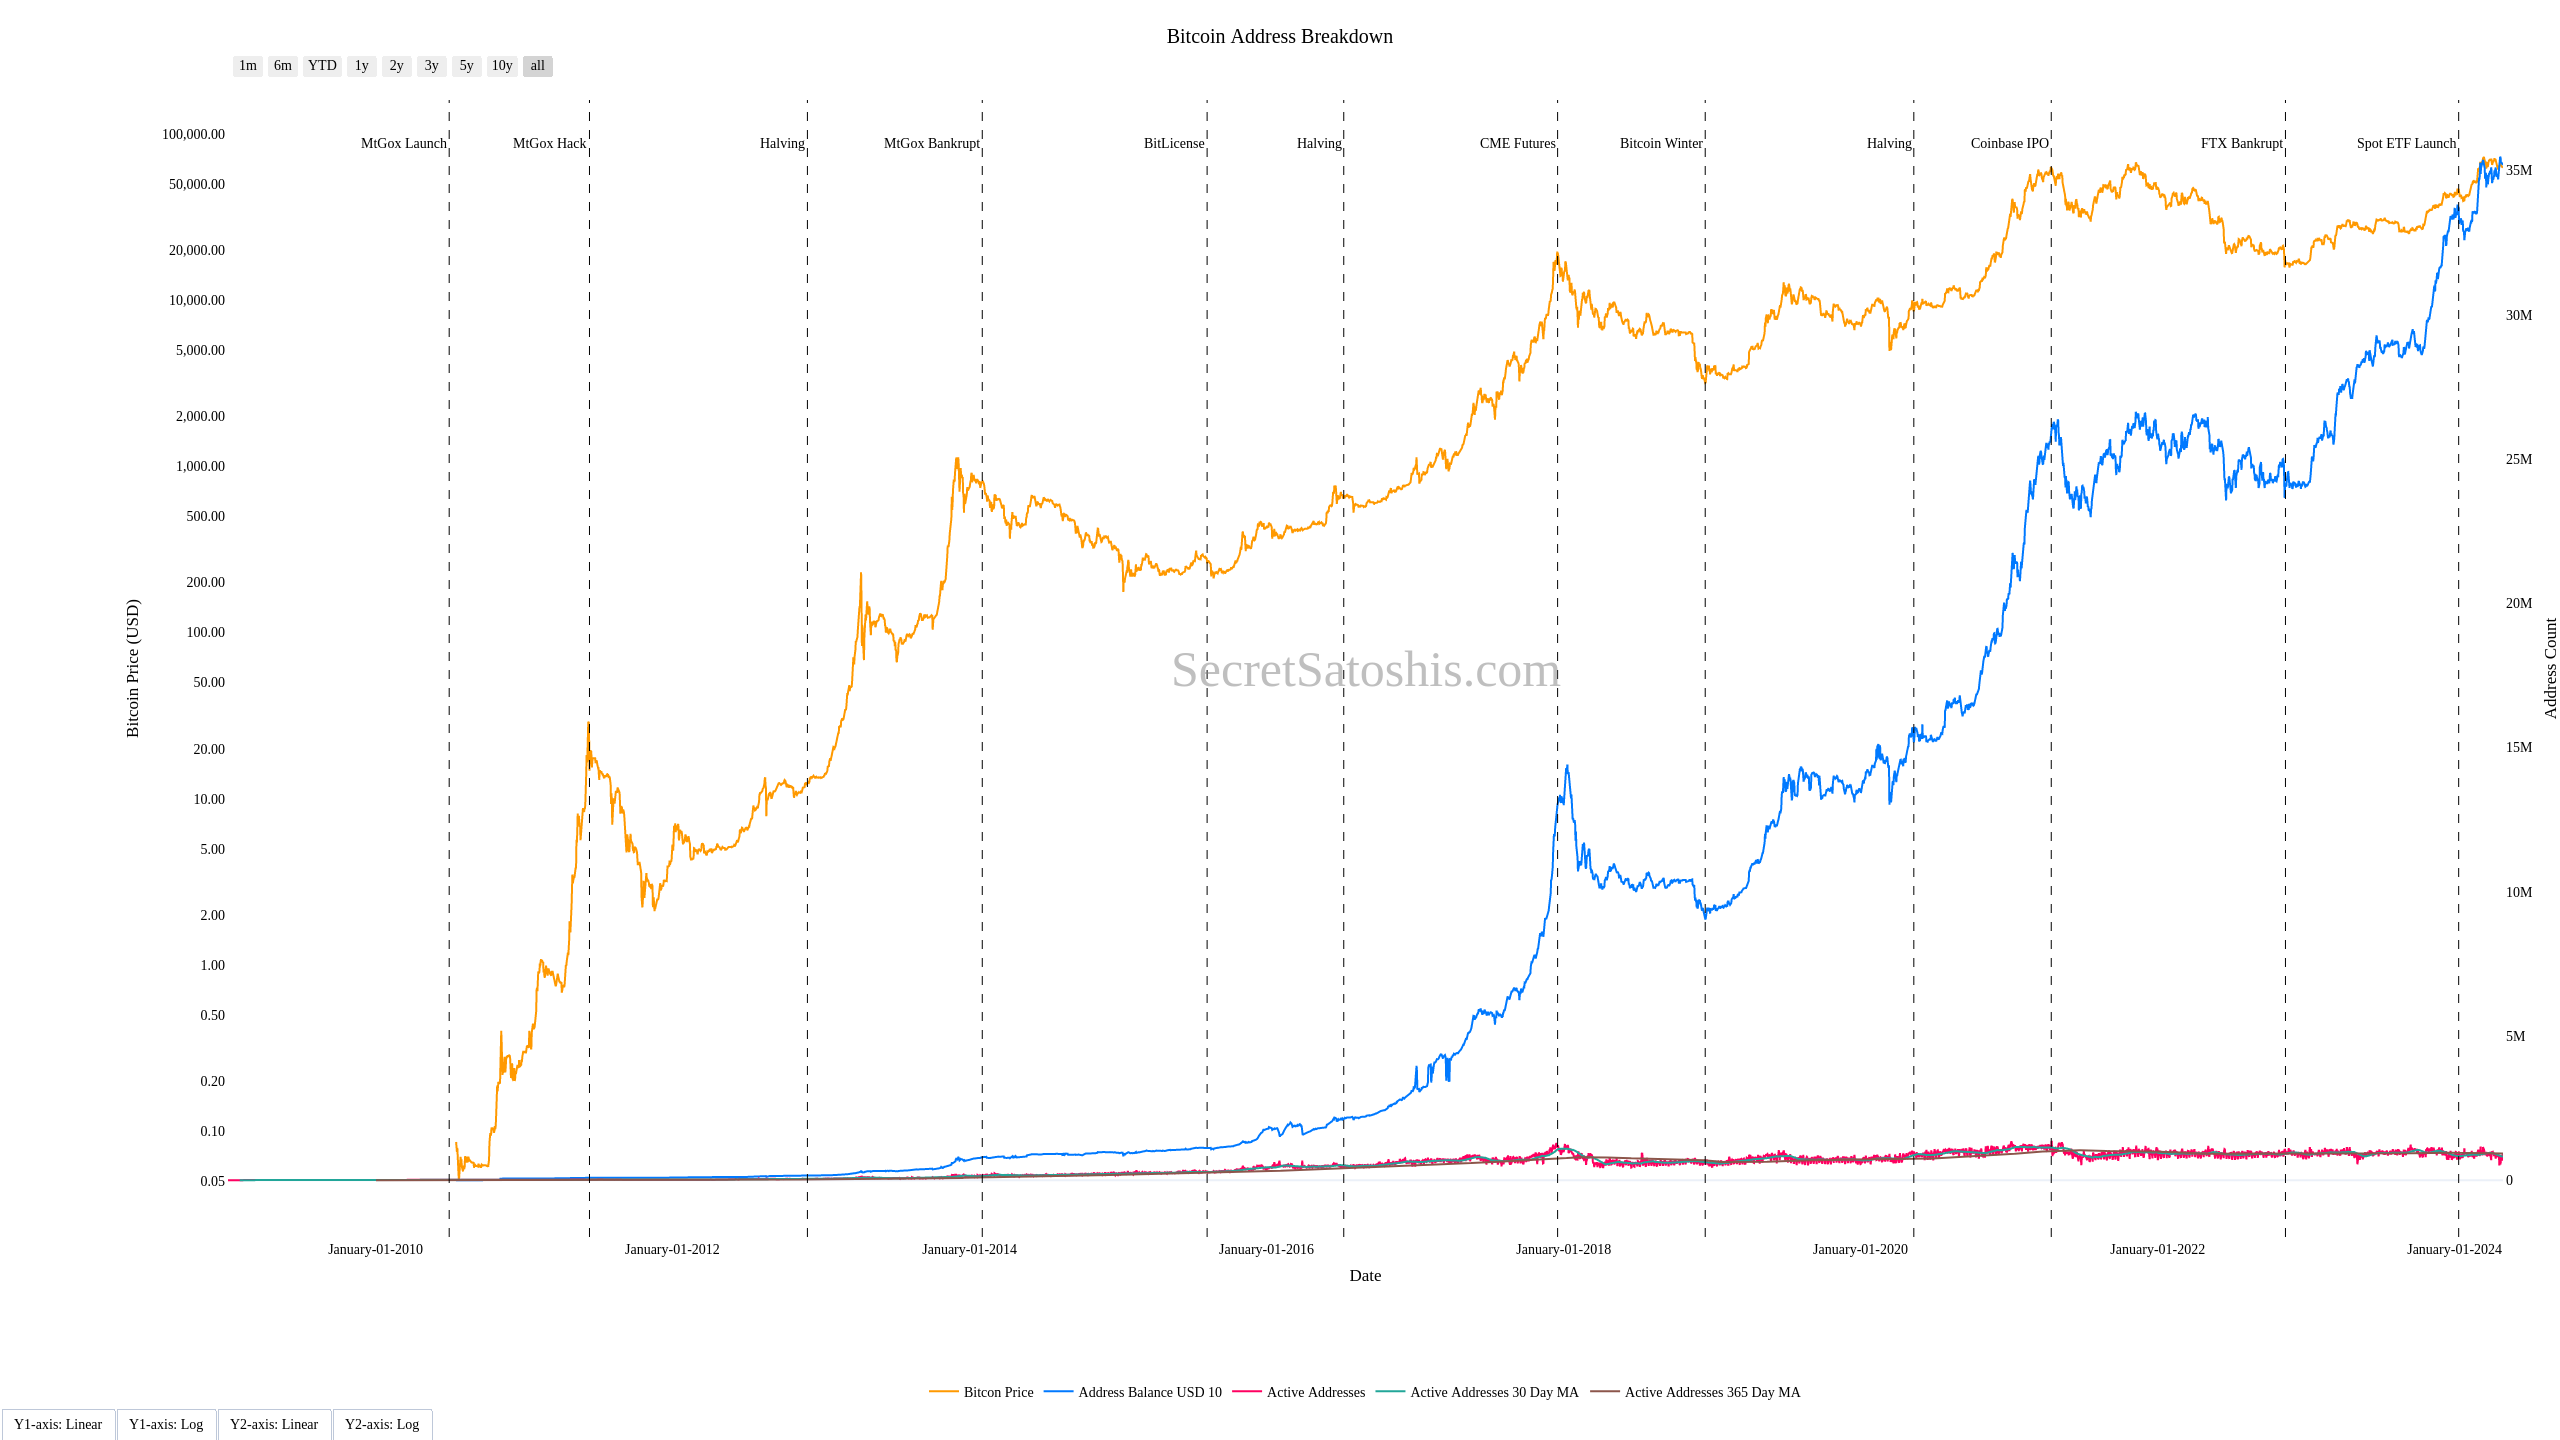 Bitcoin Address Breakdown
1m 6m YTD 1y 2y 3y 5y 10y all
MtGox Launch MtGox Hack Halving MtGox Bankrupt BitLicense Halving CME Futures Bitcoin Winter Halving Coinbase IPO FTX Bankrupt Spot ETF Launch
100,000.00
50,000.00
20,000.00
10,000.00
5,000.00
2,000.00
1,000.00
500.00
200.00
100.00
50.00
20.00
10.00
5.00
2.00
1.00
0.50
0.20
0.10
0.05
Bitcoin Price (USD)
SecretSatoshis.com
35M
30M
25M
20M
15M
10M
5M
0
Address Count
January-01-2010 January-01-2012 January-01-2014 January-01-2016 January-01-2018 January-01-2020 January-01-2022 January-01-2024
Date
Bitcon Price Address Balance USD 10 Active Addresses Active Addresses 30 Day MA Active Addresses 365 Day MA
Y1-axis: Linear Y1-axis: Log Y2-axis: Linear Y2-axis: Log